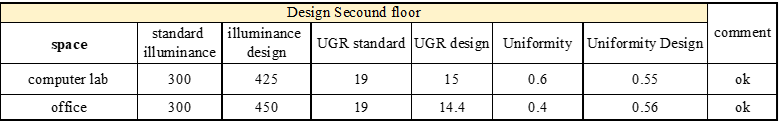 Design Secound floor
space standard illuminance illuminance design UGR standard UGR design Uniformity Uniformity Design comment
computer lab 300 425 19 15 0.6 0.55 ok
office 300 450 19 14.4 0.4 0.56 ok